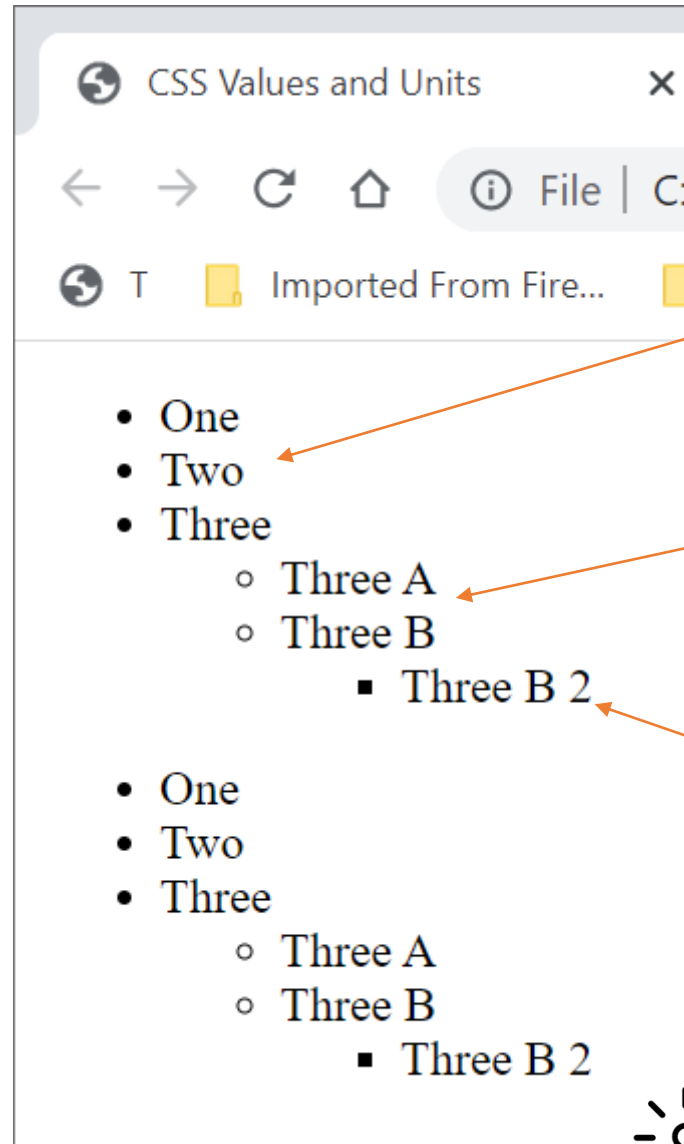 CSS Values and Units
File | C:
T Imported From Fire...
One
Two
Three
Three A
Three B
Three B 2
One
Two
Three
Three A
Three B
Three B 2